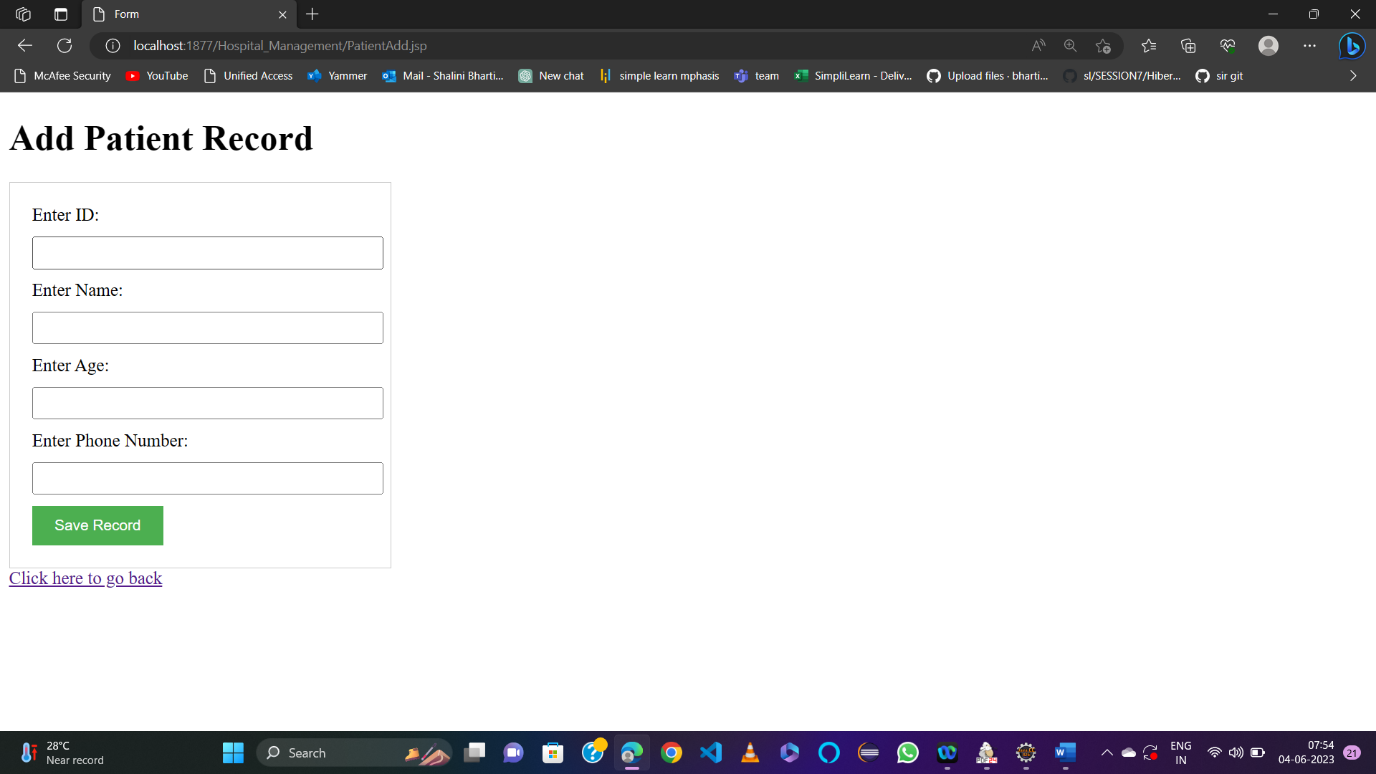 Form
localhost:1877/Hospital_Management/PatientAdd.jsp
McAfee Security YouTube Unified Access Yammer Mail - Shalini Bharti... New chat simple learn mphasis team SimpliLearn - Deliv... Upload files · bharti... sl/SESSION7/Hiber... sir git
Add Patient Record
Enter ID:
Enter Name:
Enter Age:
Enter Phone Number:
Save Record
Click here to go back
28°C
Near record
Search
ENG
IN
07:54
04-06-2023
21